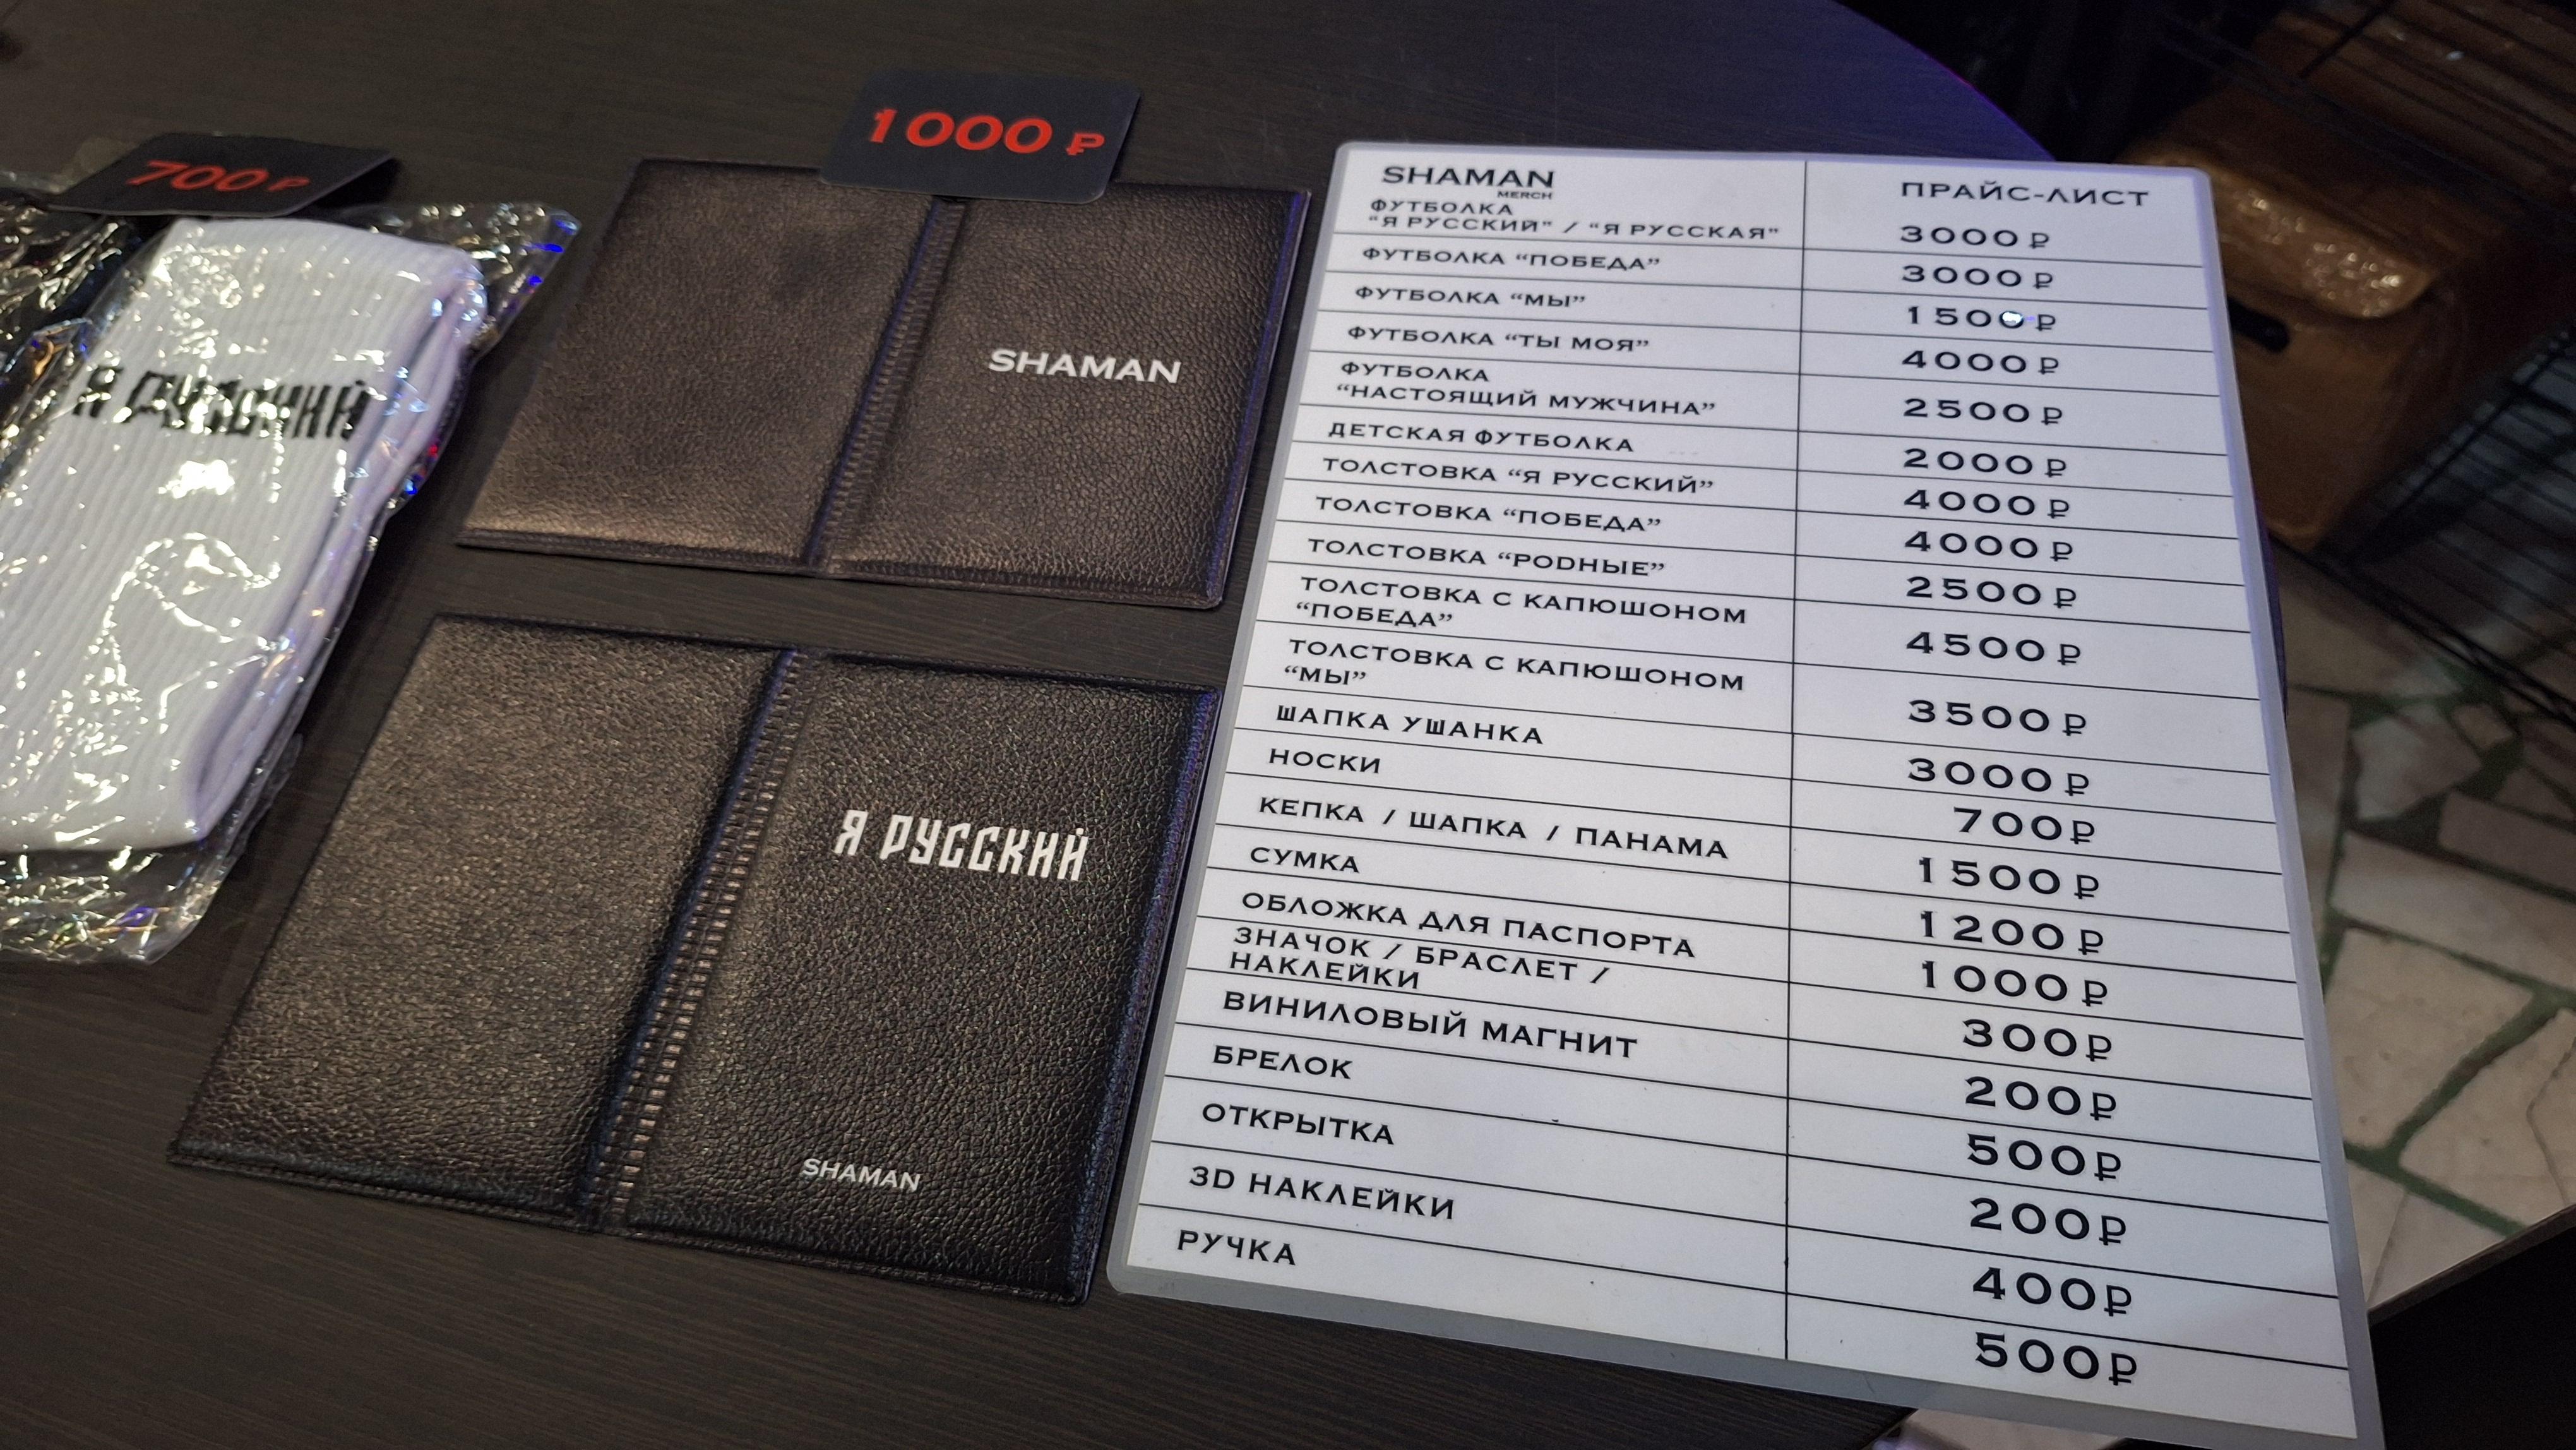 700 ₽
Я РУССКИЙ
1000 ₽
SHAMAN
Я РУССКИЙ
SHAMAN
SHAMAN
MERCH
ПРАЙС-ЛИСТ
ФУТБОЛКА
“Я РУССКИЙ” / “Я РУССКАЯ” 3000 ₽
ФУТБОЛКА “ПОБЕДА” 3000 ₽
ФУТБОЛКА “МЫ” 1500 ₽
ФУТБОЛКА “ТЫ МОЯ” 4000 ₽
ФУТБОЛКА
“НАСТОЯЩИЙ МУЖЧИНА” 2500 ₽
ДЕТСКАЯ ФУТБОЛКА 2000 ₽
ТОЛСТОВКА “Я РУССКИЙ” 4000 ₽
ТОЛСТОВКА “ПОБЕДА” 4000 ₽
ТОЛСТОВКА “РОDНЫЕ” 2500 ₽
ТОЛСТОВКА С КАПЮШОНОМ
“ПОБЕДА” 4500 ₽
ТОЛСТОВКА С КАПЮШОНОМ
“МЫ” 3500 ₽
ШАПКА УШАНКА 3000 ₽
НОСКИ 700 ₽
КЕПКА / ШАПКА / ПАНАМА 1500 ₽
СУМКА 1200 ₽
ОБЛОЖКА ДЛЯ ПАСПОРТА 1000 ₽
ЗНАЧОК / БРАСЛЕТ /
НАКЛЕЙКИ 300 ₽
ВИНИЛОВЫЙ МАГНИТ 200 ₽
БРЕЛОК 500 ₽
ОТКРЫТКА 200 ₽
3D НАКЛЕЙКИ 400 ₽
РУЧКА 500 ₽